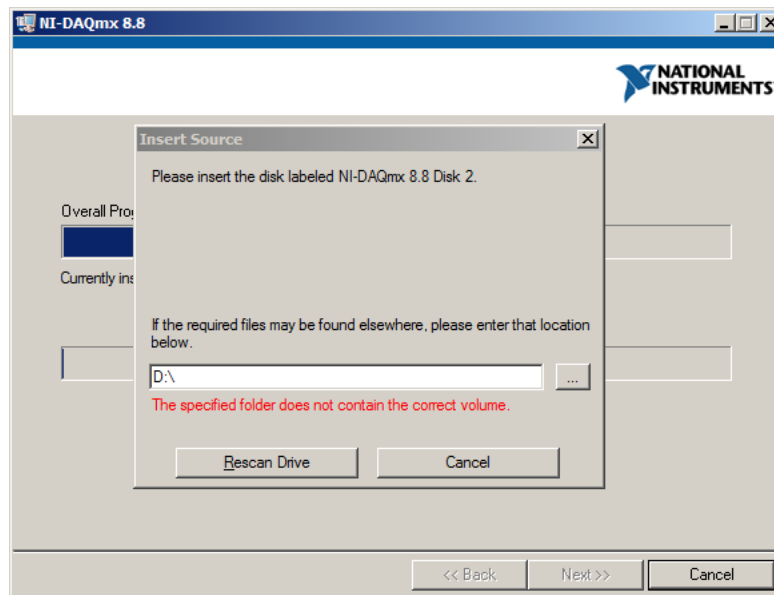 NI-DAQmx 8.8
NATIONAL
INSTRUMENTS
Insert Source
Please insert the disk labeled NI-DAQmx 8.8 Disk 2.
Overall Prog
Currently ins
If the required files may be found elsewhere, please enter that location
below.
D:\
...
The specified folder does not contain the correct volume.
Rescan Drive
Cancel
<< Back
Next >>
Cancel